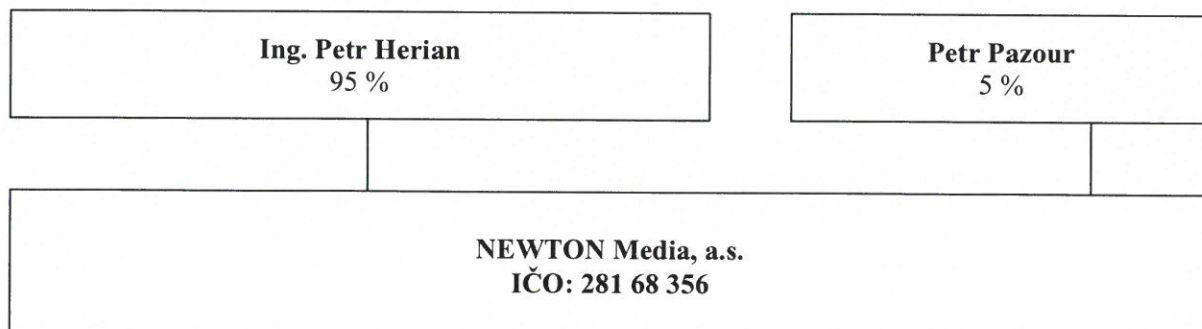 Ing. Petr Herian
95 %
Petr Pazour
5 %
NEWTON Media, a.s.
IČO: 281 68 356